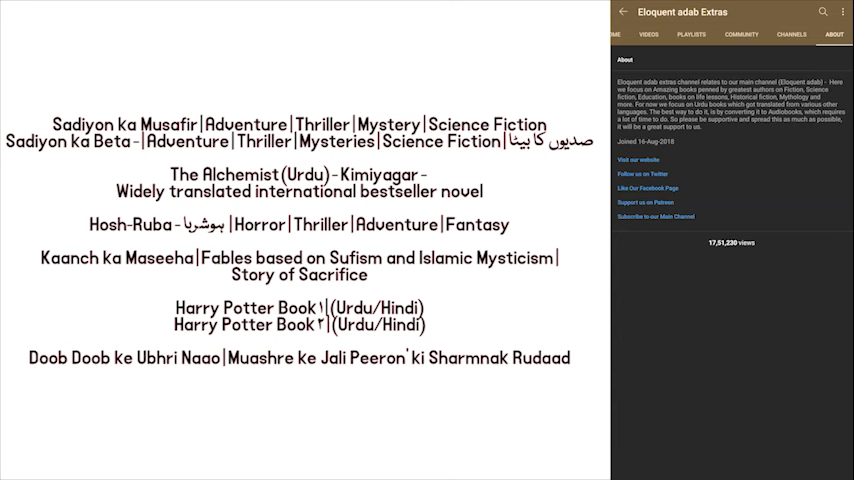 Sadiyon ka Musafir|Adventure|Thriller|Mystery|Science Fiction
Sadiyon ka Beta-|Adventure|Thriller|Mysteries|Science Fiction|صدیوں کا بیٹا
The Alchemist (Urdu)-Kimiyagar-
Widely translated international bestseller novel
Hosh-Ruba-ہوشربا|Horror|Thriller|Adventure|Fantasy
Kaanch ka Maseeha|Fables based on Sufism and Islamic Mysticism|
Story of Sacrifice
Harry Potter Book ۱|(Urdu/Hindi)
Harry Potter Book ۲|(Urdu/Hindi)
Doob Doob ke Ubhri Naao|Muashre ke Jali Peeron' ki Sharmnak Rudaad
Eloquent adab Extras
OME VIDEOS PLAYLISTS COMMUNITY CHANNELS ABOUT
About
Eloquent adab extras channel relates to our main channel (Eloquent adab) - Here
we focus on Amazing books penned by greatest authors on Fiction, Science
fiction, Education, books on life lessons, Historical fiction, Mythology and
more. For now we focus on Urdu books which got translated from various other
languages. The best way to do it, is by converting it to Audiobooks, which requires
a lot of time to do. So please be supportive and spread this as much as possible,
it will be a great support to us.
Joined 16-Aug-2018
Visit our website
Follow us on Twitter
Like Our Facebook Page
Support us on Patreon
Subscribe to our Main Channel
17,51,230 views